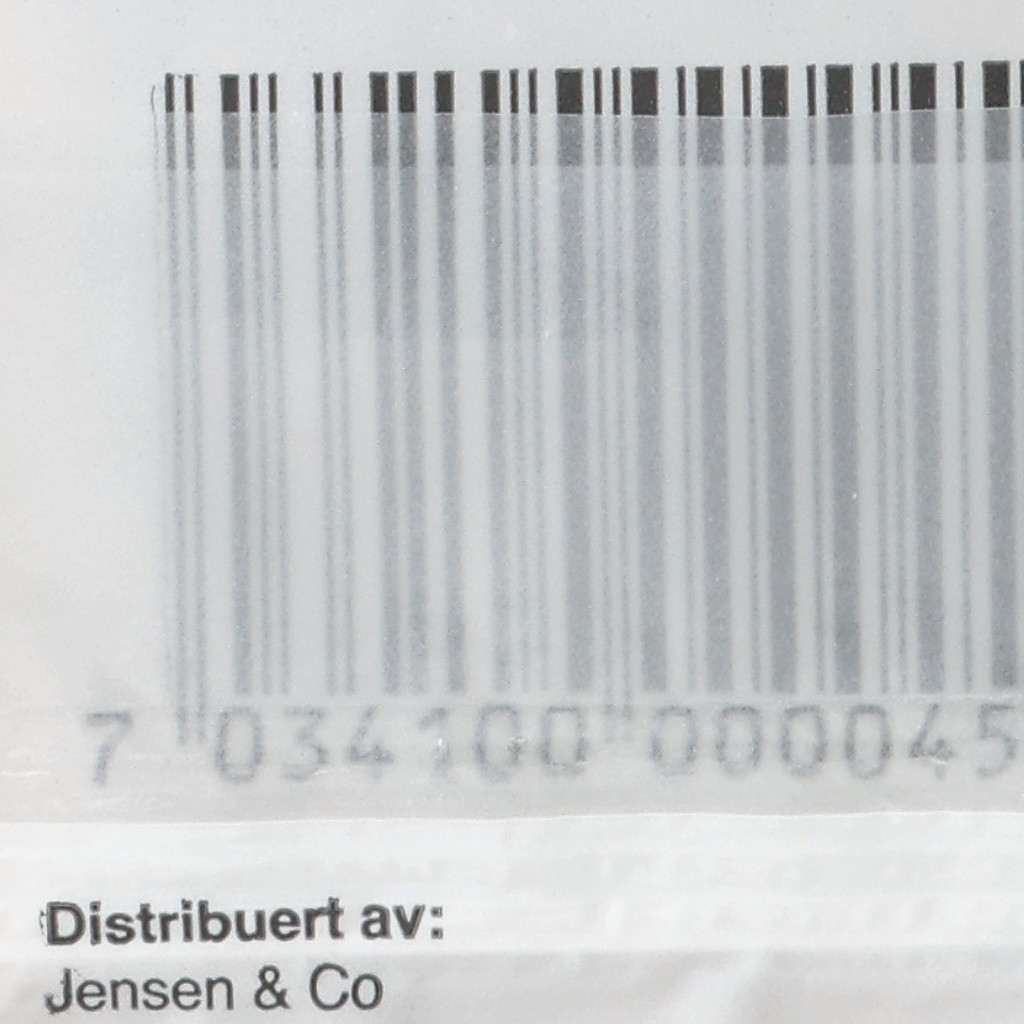 7 034100 000045
Distribuert av:
Jensen & Co